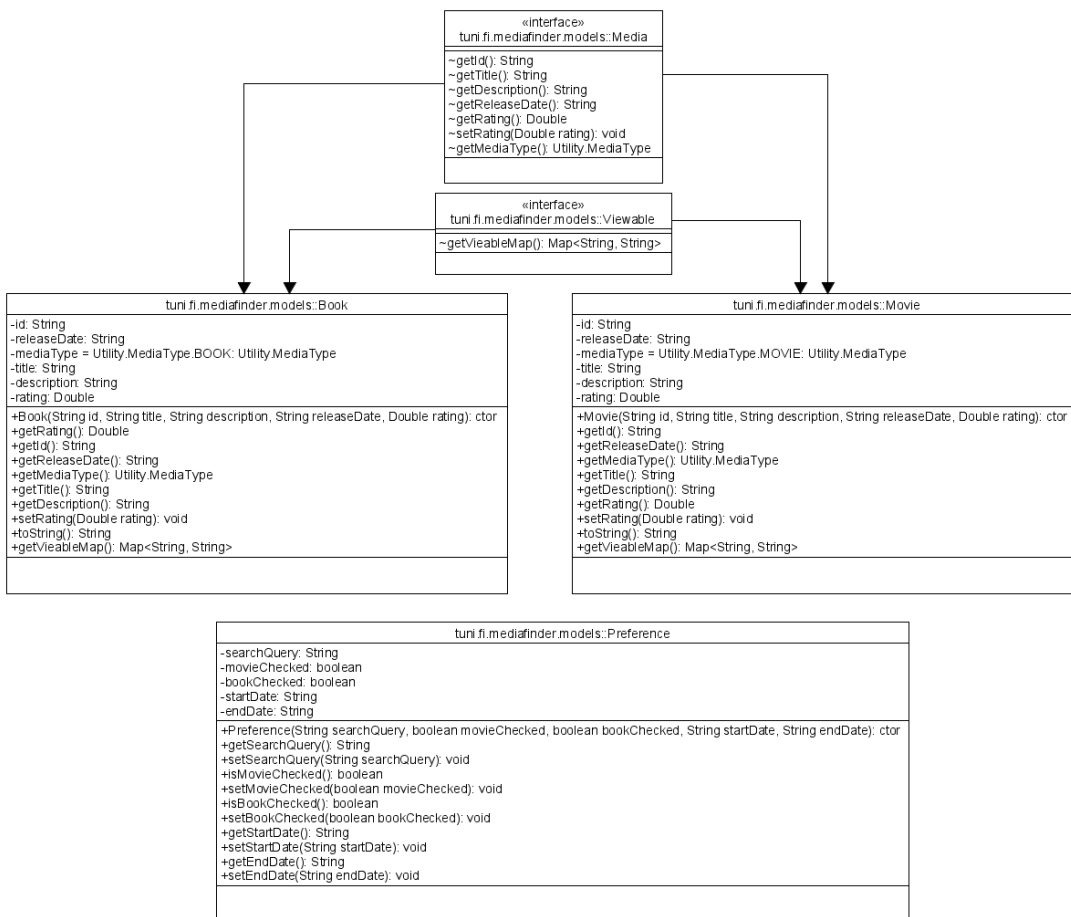 «interface»
tuni.fi.mediafinder.models::Media
~getId(): String
~getTitle(): String
~getDescription(): String
~getReleaseDate(): String
~getRating(): Double
~setRating(Double rating): void
~getMediaType(): Utility.MediaType
«interface»
tuni.fi.mediafinder.models::Viewable
~getVieableMap(): Map<String, String>
tuni.fi.mediafinder.models::Book
-id: String
-releaseDate: String
-mediaType = Utility.MediaType.BOOK: Utility.MediaType
-title: String
-description: String
-rating: Double
+Book(String id, String title, String description, String releaseDate, Double rating): ctor
+getRating(): Double
+getId(): String
+getReleaseDate(): String
+getMediaType(): Utility.MediaType
+getTitle(): String
+getDescription(): String
+setRating(Double rating): void
+toString(): String
+getVieableMap(): Map<String, String>
tuni.fi.mediafinder.models::Movie
-id: String
-releaseDate: String
-mediaType = Utility.MediaType.MOVIE: Utility.MediaType
-title: String
-description: String
-rating: Double
+Movie(String id, String title, String description, String releaseDate, Double rating): ctor
+getId(): String
+getReleaseDate(): String
+getMediaType(): Utility.MediaType
+getTitle(): String
+getDescription(): String
+getRating(): Double
+setRating(Double rating): void
+toString(): String
+getVieableMap(): Map<String, String>
tuni.fi.mediafinder.models::Preference
-searchQuery: String
-movieChecked: boolean
-bookChecked: boolean
-startDate: String
-endDate: String
+Preference(String searchQuery, boolean movieChecked, boolean bookChecked, String startDate, String endDate): ctor
+getSearchQuery(): String
+setSearchQuery(String searchQuery): void
+isMovieChecked(): boolean
+setMovieChecked(boolean movieChecked): void
+isBookChecked(): boolean
+setBookChecked(boolean bookChecked): void
+getStartDate(): String
+setStartDate(String startDate): void
+getEndDate(): String
+setEndDate(String endDate): void